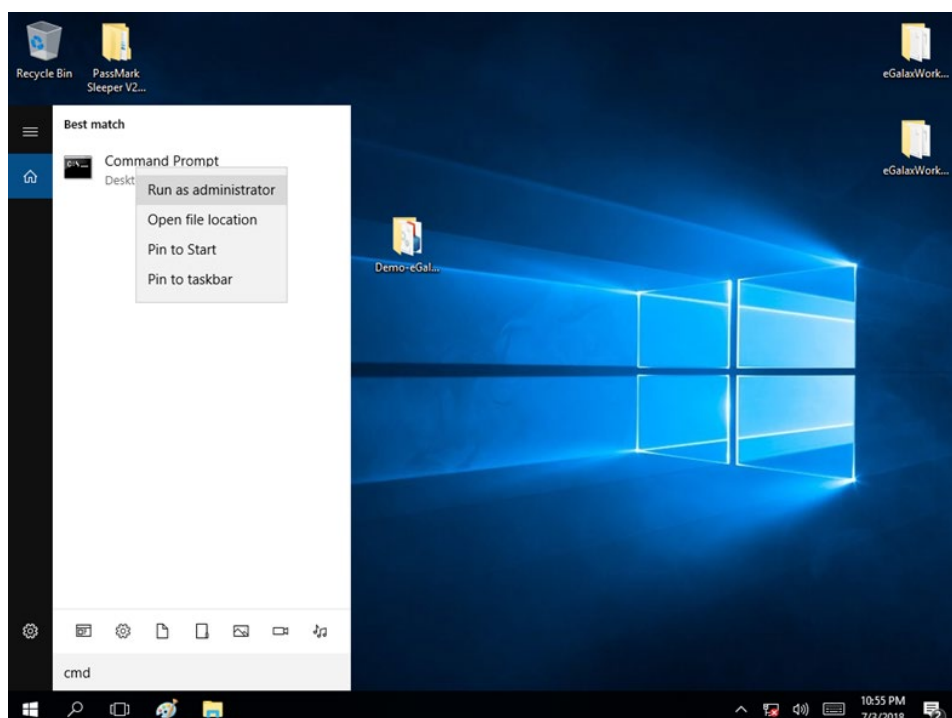 Recycle Bin
PassMark
Sleeper V2...
eGalaxWork...
eGalaxWork...
Demo-eGal...
Best match
Command Prompt
Deskt
Run as administrator
Open file location
Pin to Start
Pin to taskbar
cmd
10:55 PM